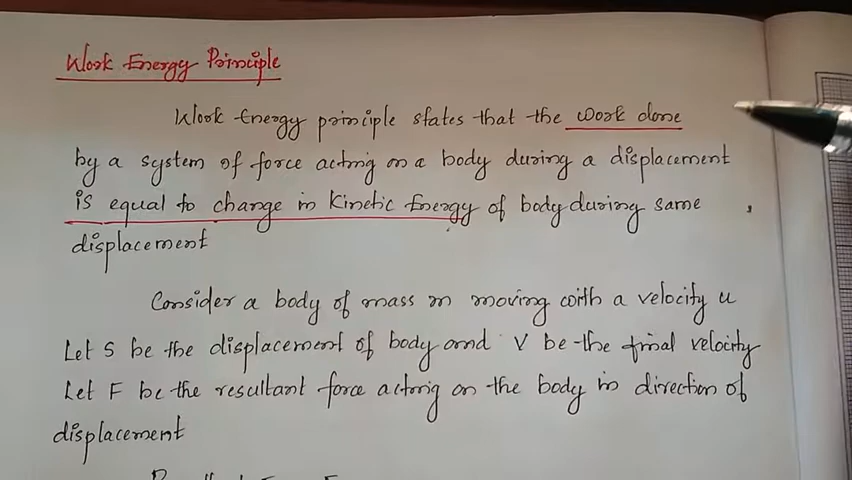 Work Energy Principle
Work Energy principle states that the work done
by a system of force acting on a body during a displacement
is equal to change in Kinetic Energy of body during same
displacement
Consider a body of mass m moving with a velocity u
Let S be the displacement of body and V be the final velocity
Let F be the resultant force acting on the body in direction of
displacement